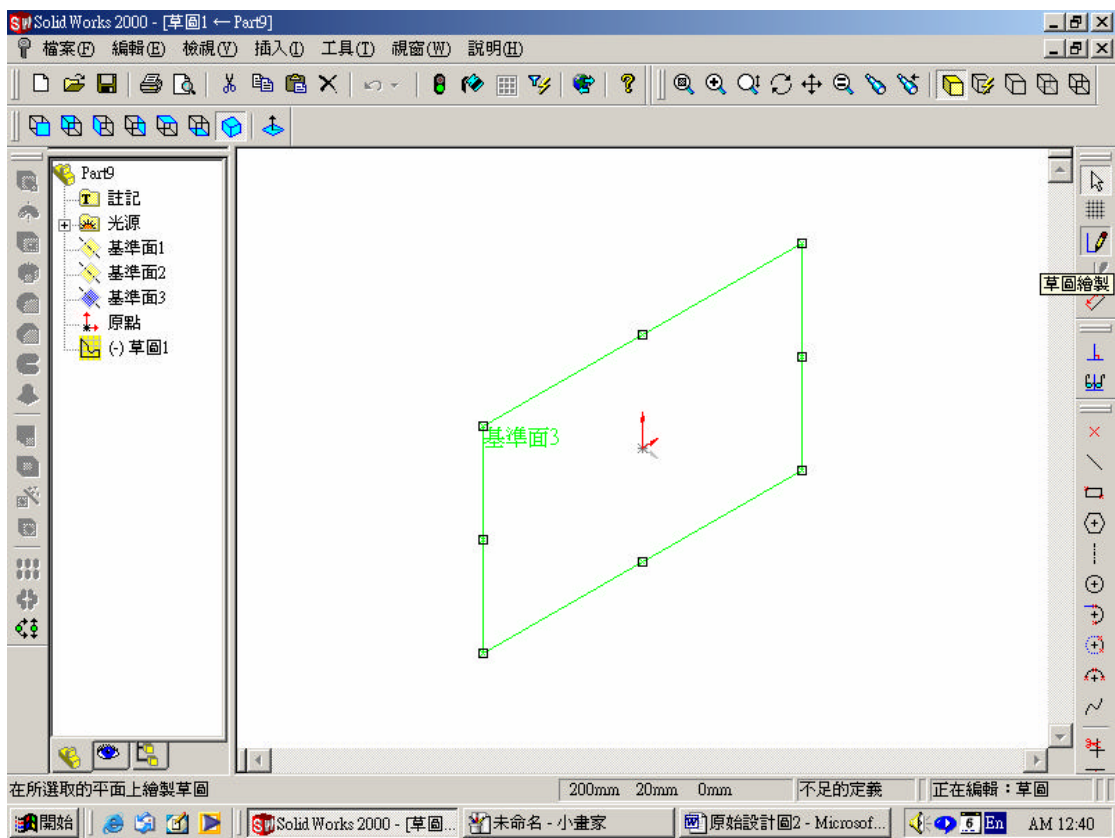 Solid Works 2000 - [草圖1 ← Part9]
檔案(F) 編輯(E) 檢視(V) 插入(I) 工具(T) 視窗(W) 說明(H)
Part9
註記
光源
基準面1
基準面2
基準面3
原點
(-) 草圖1
基準面3
草圖繪製
在所選取的平面上繪製草圖
200mm 20mm 0mm
不足的定義
正在編輯：草圖
開始
Solid Works 2000 - [草圖...
未命名 - 小畫家
原始設計圖2 - Microsof...
6
En
AM 12:40